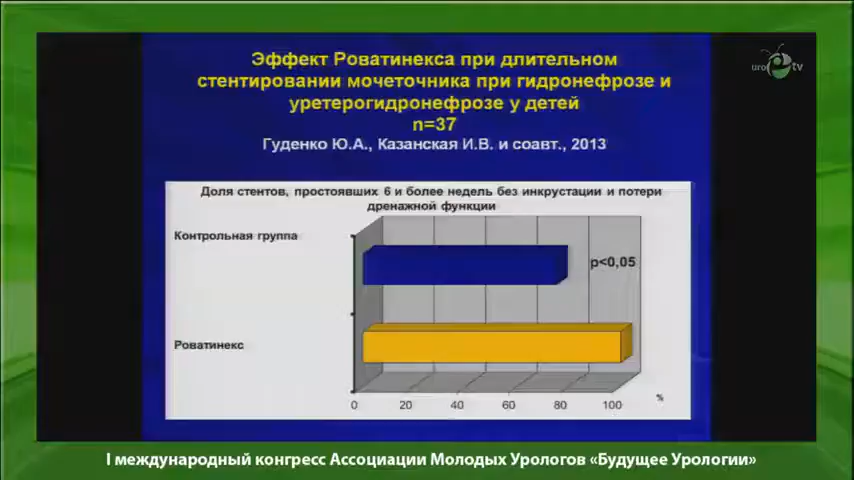 Эффект Роватинекса при длительном
стентировании мочеточника при гидронефрозе и
уретерогидронефрозе у детей
n=37
Гуденко Ю.А., Казанская И.В. и соавт., 2013
uro tv
Доля стентов, простоявших 6 и более недель без инкрустации и потери
дренажной функции
Контрольная группа
p<0,05
Роватинекс
0 20 40 60 80 100 %
I международный конгресс Ассоциации Молодых Урологов «Будущее Урологии»